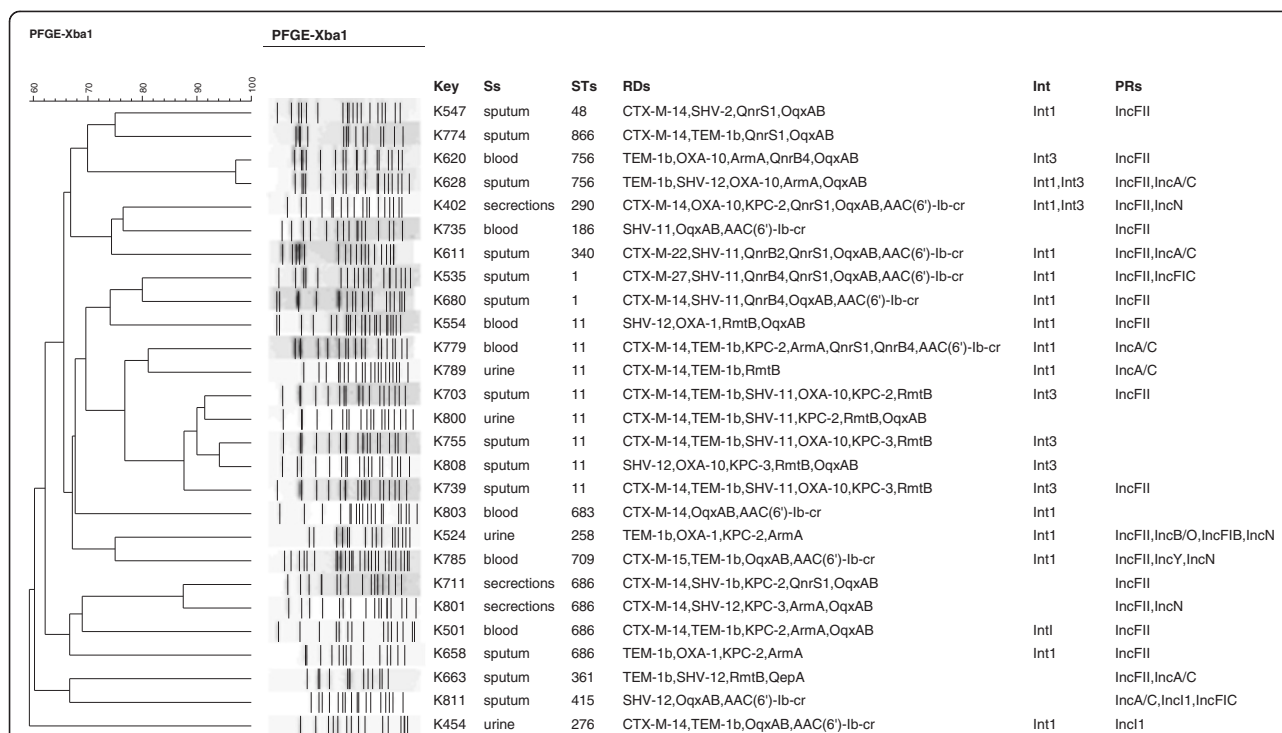 PFGE-Xba1 PFGE-Xba1
60 70 80 90 100
Key Ss STs RDs Int PRs
K547 sputum 48 CTX-M-14,SHV-2,QnrS1,OqxAB Int1 IncFII
K774 sputum 866 CTX-M-14,TEM-1b,QnrS1,OqxAB
K620 blood 756 TEM-1b,OXA-10,ArmA,QnrB4,OqxAB Int3 IncFII
K628 sputum 756 TEM-1b,SHV-12,OXA-10,ArmA,OqxAB Int1,Int3 IncFII,IncA/C
K402 secrections 290 CTX-M-14,OXA-10,KPC-2,QnrS1,OqxAB,AAC(6')-Ib-cr Int1,Int3 IncFII,IncN
K735 blood 186 SHV-11,OqxAB,AAC(6')-Ib-cr IncFII
K611 sputum 340 CTX-M-22,SHV-11,QnrB2,QnrS1,OqxAB,AAC(6')-Ib-cr Int1 IncFII,IncA/C
K535 sputum 1 CTX-M-27,SHV-11,QnrB4,QnrS1,OqxAB,AAC(6')-Ib-cr Int1 IncFII,IncFIC
K680 sputum 1 CTX-M-14,SHV-11,QnrB4,OqxAB,AAC(6')-Ib-cr Int1 IncFII
K554 blood 11 SHV-12,OXA-1,RmtB,OqxAB Int1 IncFII
K779 blood 11 CTX-M-14,TEM-1b,KPC-2,ArmA,QnrS1,QnrB4,AAC(6')-Ib-cr Int1 IncA/C
K789 urine 11 CTX-M-14,TEM-1b,RmtB Int1 IncA/C
K703 sputum 11 CTX-M-14,TEM-1b,SHV-11,OXA-10,KPC-2,RmtB Int3 IncFII
K800 urine 11 CTX-M-14,TEM-1b,SHV-11,KPC-2,RmtB,OqxAB
K755 sputum 11 CTX-M-14,TEM-1b,SHV-11,OXA-10,KPC-3,RmtB Int3
K808 sputum 11 SHV-12,OXA-10,KPC-3,RmtB,OqxAB Int3
K739 sputum 11 CTX-M-14,TEM-1b,SHV-11,OXA-10,KPC-3,RmtB Int3 IncFII
K803 blood 683 CTX-M-14,OqxAB,AAC(6')-Ib-cr Int1
K524 urine 258 TEM-1b,OXA-1,KPC-2,ArmA Int1 IncFII,IncB/O,IncFIB,IncN
K785 blood 709 CTX-M-15,TEM-1b,OqxAB,AAC(6')-Ib-cr Int1 IncFII,IncY,IncN
K711 secrections 686 CTX-M-14,SHV-1b,KPC-2,QnrS1,OqxAB IncFII
K801 secrections 686 CTX-M-14,SHV-12,KPC-3,ArmA,OqxAB IncFII,IncN
K501 blood 686 CTX-M-14,TEM-1b,KPC-2,ArmA,OqxAB IntI IncFII
K658 sputum 686 TEM-1b,OXA-1,KPC-2,ArmA Int1 IncFII
K663 sputum 361 TEM-1b,SHV-12,RmtB,QepA IncFII,IncA/C
K811 sputum 415 SHV-12,OqxAB,AAC(6')-Ib-cr IncA/C,IncI1,IncFIC
K454 urine 276 CTX-M-14,TEM-1b,OqxAB,AAC(6')-Ib-cr Int1 IncI1